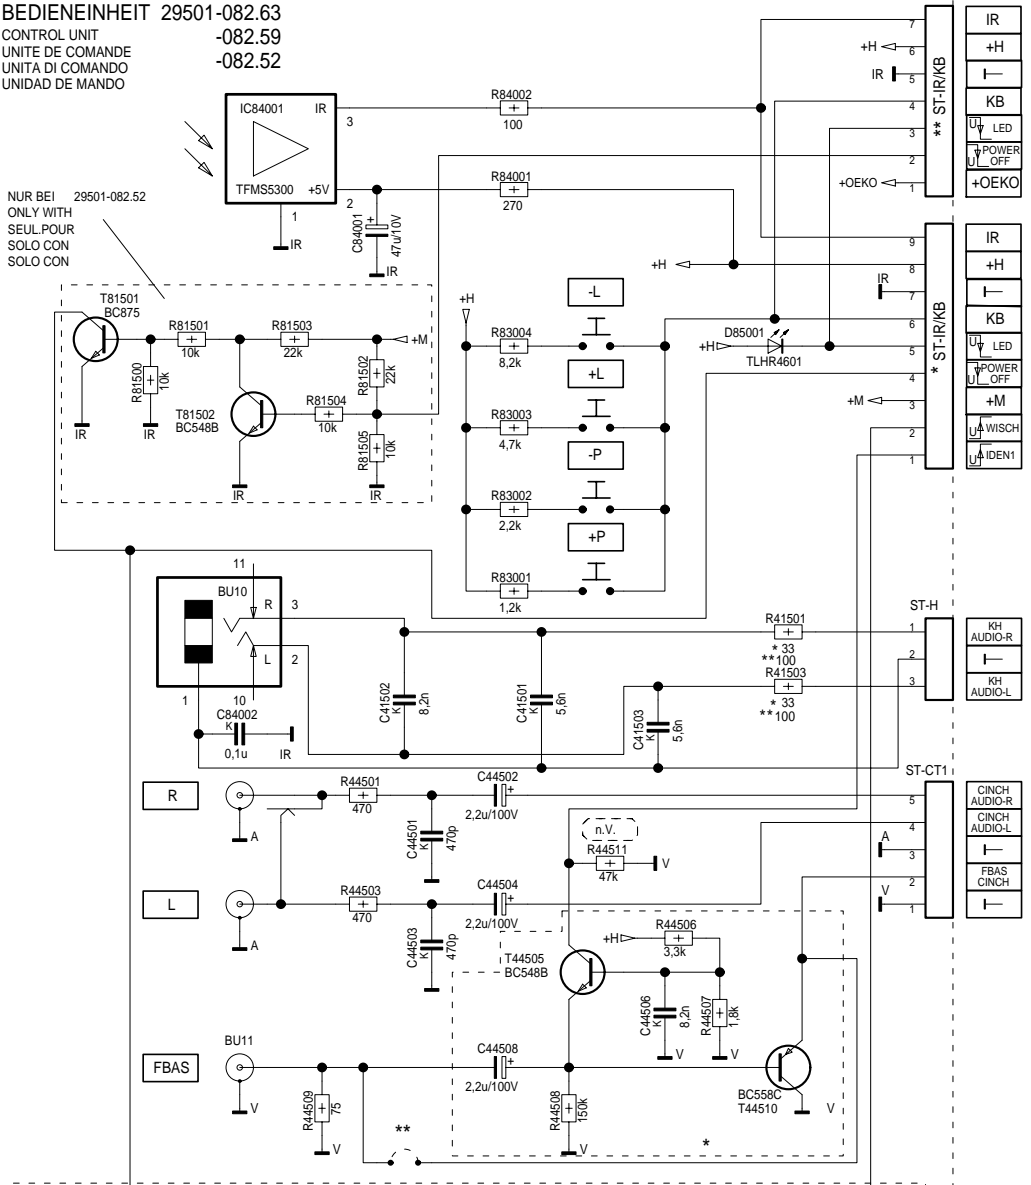 BEDIENEINHEIT 29501-082.63
CONTROL UNIT -082.59
UNITE DE COMANDE
UNITA DI COMANDO -082.52
UNIDAD DE MANDO
IC84001 IR
3
TFMS5300 +5V
2
1
IR
R84002
100
R84001
270
C84001
47u/10V
IR
NUR BEI 29501-082.52
ONLY WITH
SEUL.POUR
SOLO CON
SOLO CON
T81501
BC875
R81501
10k
R81503
22k
+M
R81500
10k
R81502
22k
T81502
BC548B
R81504
10k
R81505
10k
IR
IR
IR
IR
+H
+H
-L
R83004
8,2k
+L
R83003
4,7k
-P
R83002
2,2k
+P
R83001
1,2k
+H
D85001
TLHR4601
7
+H 6
IR 5
4
3
2
+OEKO 1
** ST-IR/KB
IR
+H
KB
U LED
U POWER OFF
+OEKO
9
8
IR
7
6
5
4
+M 3
2
1
* ST-IR/KB
IR
+H
KB
U LED
U POWER OFF
+M
U WISCH
U IDEN1
11
BU10
R 3
L 2
1 10
C84002
K
0,1u
IR
C41502
K
8,2n
C41501
K
5,6n
C41503
K
5,6n
R41501
* 33
**100
R41503
* 33
**100
ST-H
1
2
3
KH
AUDIO-R
KH
AUDIO-L
R
A
R44501
470
C44501
K
470p
C44502
+
2,2u/100V
L
A
R44503
470
C44503
K
470p
C44504
+
2,2u/100V
n.V.
R44511
47k
V
ST-CT1
5
4
A
3
2
V
1
CINCH
AUDIO-R
CINCH
AUDIO-L
FBAS
CINCH
T44505
BC548B
+H
R44506
3,3k
C44506
K
8,2n
V
R44507
1,8k
V
FBAS
BU11
V
R44509
75
V
C44508
+
2,2u/100V
R44508
150k
V
BC558C
T44510
V
**
*